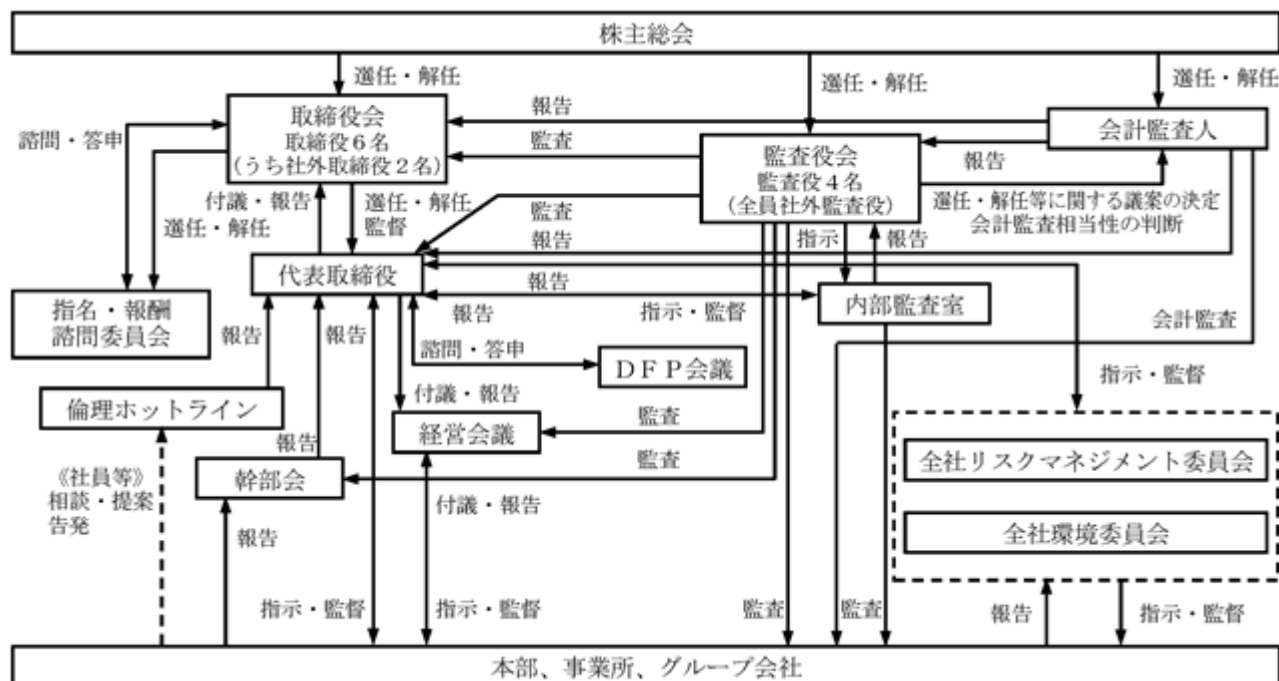 株主総会
選任・解任
選任・解任
選任・解任
取締役会
取締役6名
（うち社外取締役2名）
諮問・答申
報告
監査
会計監査人
監査役会
監査役4名
（全員社外監査役）
報告
選任・解任等に関する議案の決定
会計監査相当性の判断
付議・報告
選任・解任
選任・解任
監督
監査
報告
指示
報告
代表取締役
報告
報告
指示・監督
内部監査室
会計監査
指名・報酬
諮問委員会
報告
報告
諮問・答申
ＤＦＰ会議
指示・監督
倫理ホットライン
付議・報告
経営会議
監査
報告
幹部会
監査
全社リスクマネジメント委員会
《社員等》
相談・提案
告発
付議・報告
報告
全社環境委員会
指示・監督
指示・監督
監査
監査
報告
指示・監督
本部、事業所、グループ会社